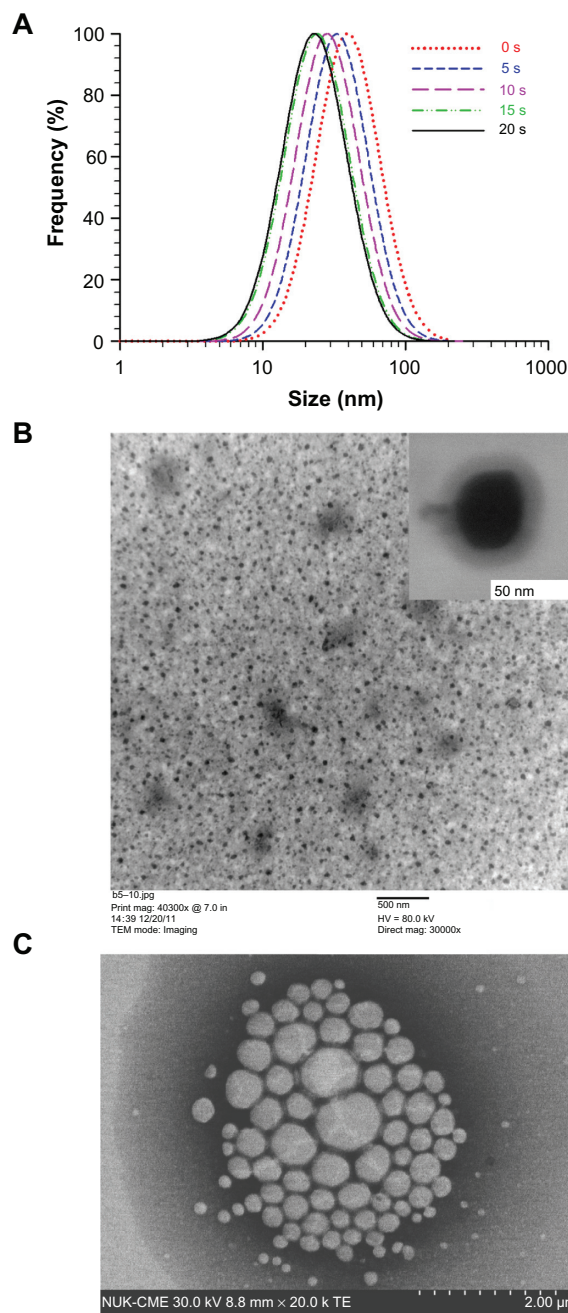 A
Frequency (%)
100
80
60
40
20
0
1
10
100
1000
Size (nm)
0 s
5 s
10 s
15 s
20 s
B
50 nm
b5–10.jpg
Print mag: 40300x @ 7.0 in
14:39 12/20/11
TEM mode: Imaging
500 nm
HV = 80.0 kV
Direct mag: 30000x
C
NUK-CME 30.0 kV 8.8 mm × 20.0 k TE
2.00 µm